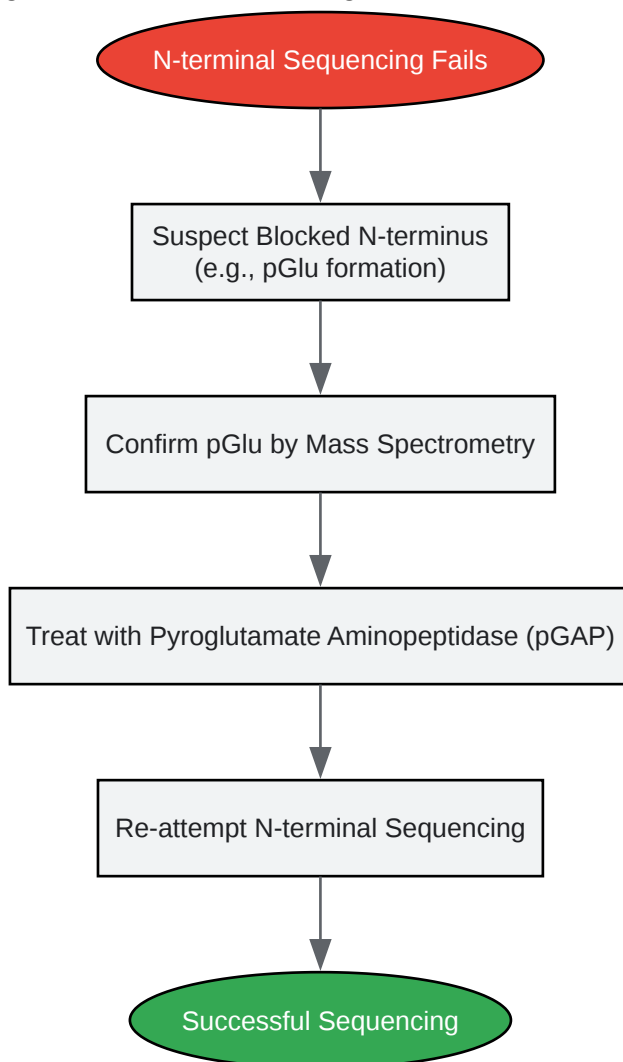 N-terminal Sequencing Fails
Suspect Blocked N-terminus
(e.g., pGlu formation)
Confirm pGlu by Mass Spectrometry
Treat with Pyroglutamate Aminopeptidase (pGAP)
Re-attempt N-terminal Sequencing
Successful Sequencing